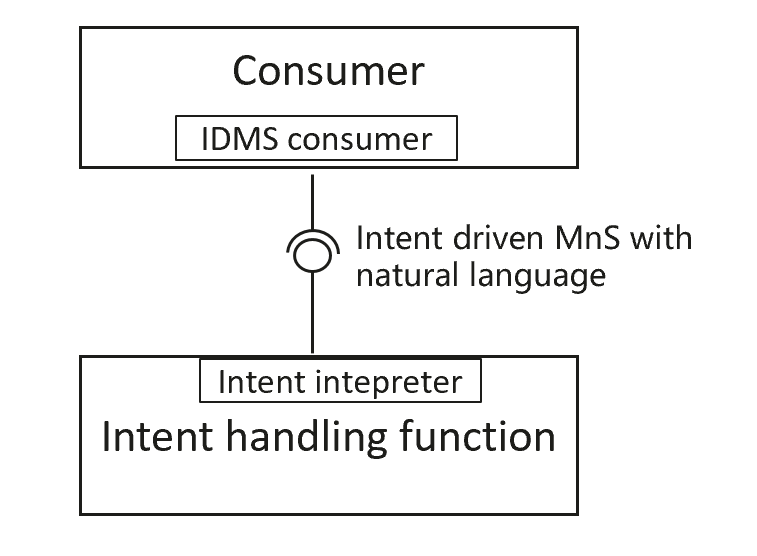 Consumer
IDMS consumer
Intent driven MnS with
natural language
Intent intepreter
Intent handling function